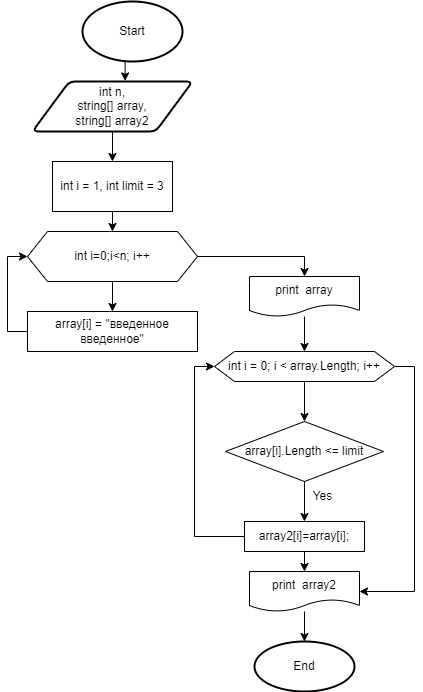 Start
int n,
string[] array,
string[] array2
int i = 1, int limit = 3
int i=0;i<n; i++
array[i] = "введенное
введенное"
print  array
int i = 0; i < array.Length; i++
array[i].Length <= limit
Yes
array2[i]=array[i];
print  array2
End